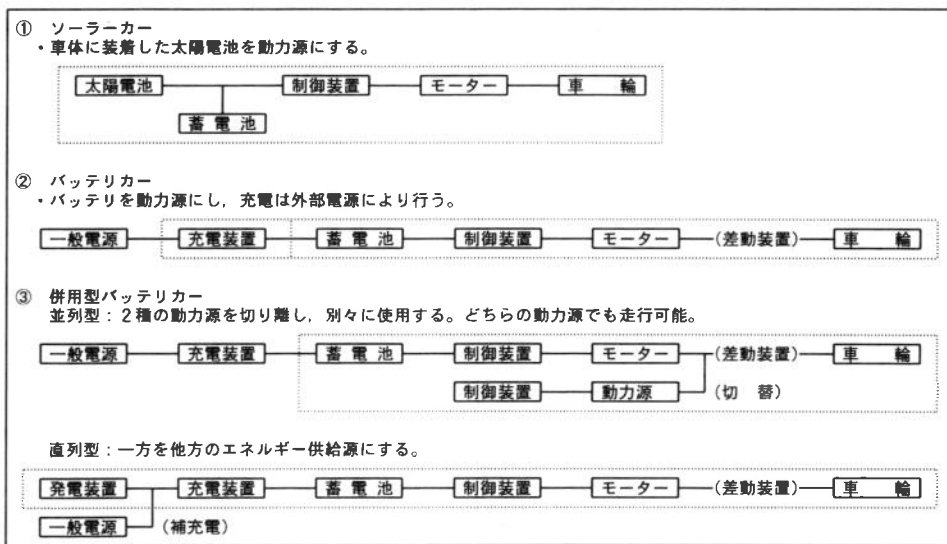 ① ソーラーカー
・車体に装着した太陽電池を動力源にする。
太陽電池 制御装置 モーター 車 輪
蓄 電 池
② バッテリカー
・バッテリを動力源にし，充電は外部電源により行う。
一般電源 充電装置 蓄 電 池 制御装置 モーター (差動装置) 車 輪
③ 併用型バッテリカー
並列型：２種の動力源を切り離し，別々に使用する。どちらの動力源でも走行可能。
一般電源 充電装置 蓄 電 池 制御装置 モーター (差動装置) 車 輪
制御装置 動力源 (切 替)
直列型：一方を他方のエネルギー供給源にする。
発電装置 充電装置 蓄 電 池 制御装置 モーター (差動装置) 車 輪
一般電源 (補充電)